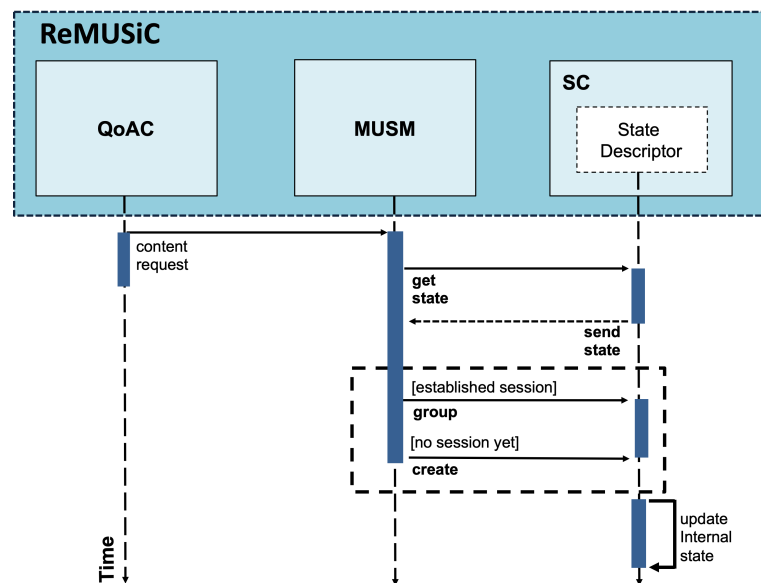 ReMUSiC
QoAC
MUSM
SC
State
Descriptor
content
request
get
state
send
state
[established session]
group
[no session yet]
create
update
Internal
state
Time